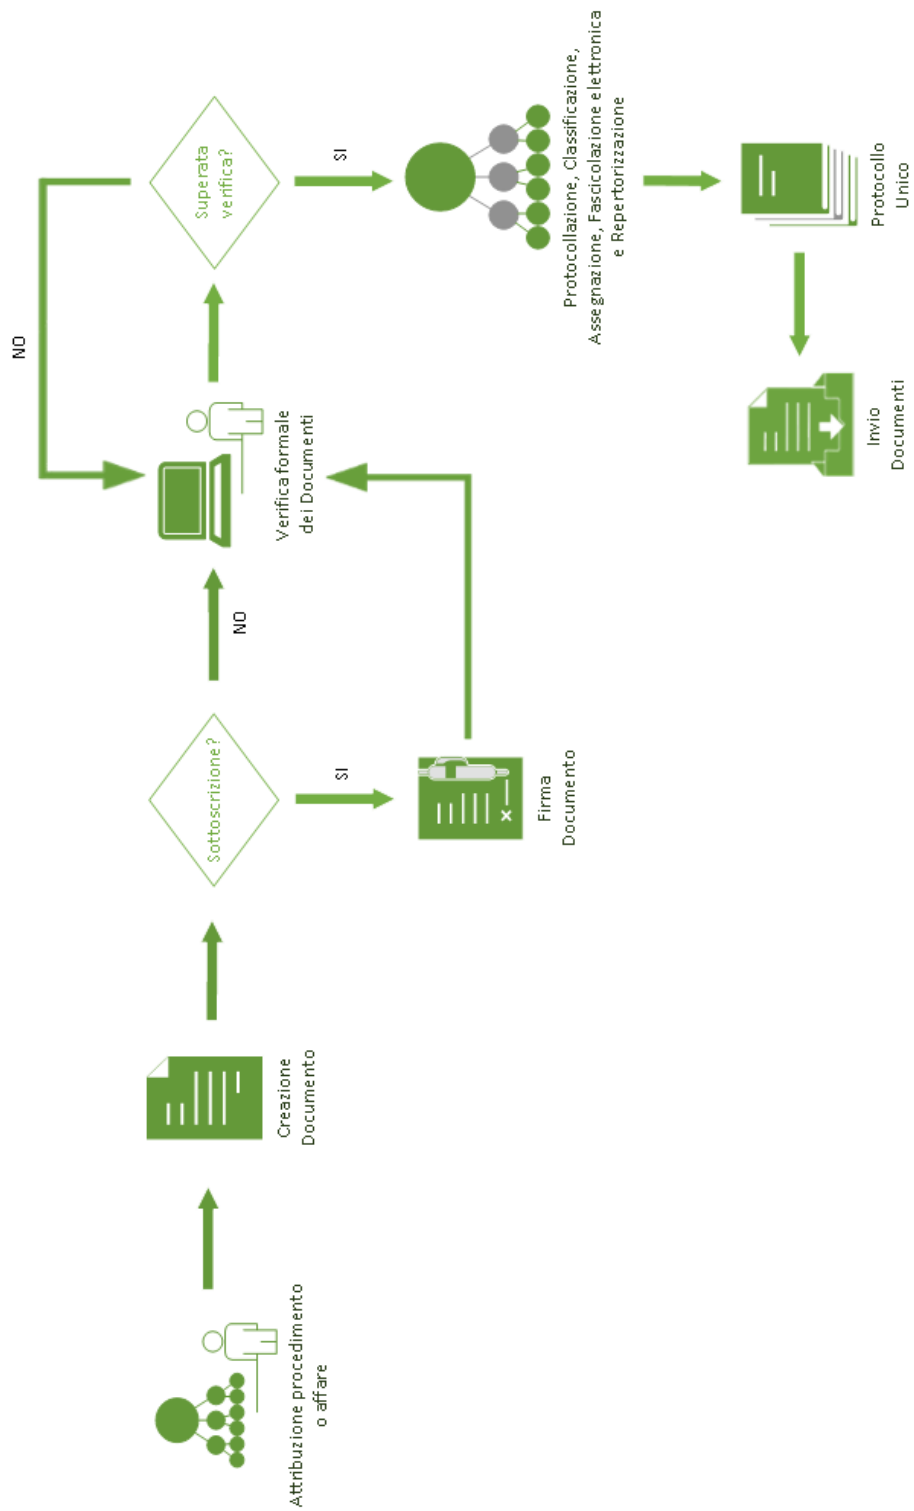 Attribuzione procedimento
o affare
Creazione
Documento
Sottoscrizione?
NO
SI
Firma
Documento
Verifica formale
dei Documenti
Superata
verifica?
NO
SI
Protocollazione, Classificazione,
Assegnazione, Fascicolazione elettronica
e Repertorizzazione
Protocollo
Unico
Invio
Documenti